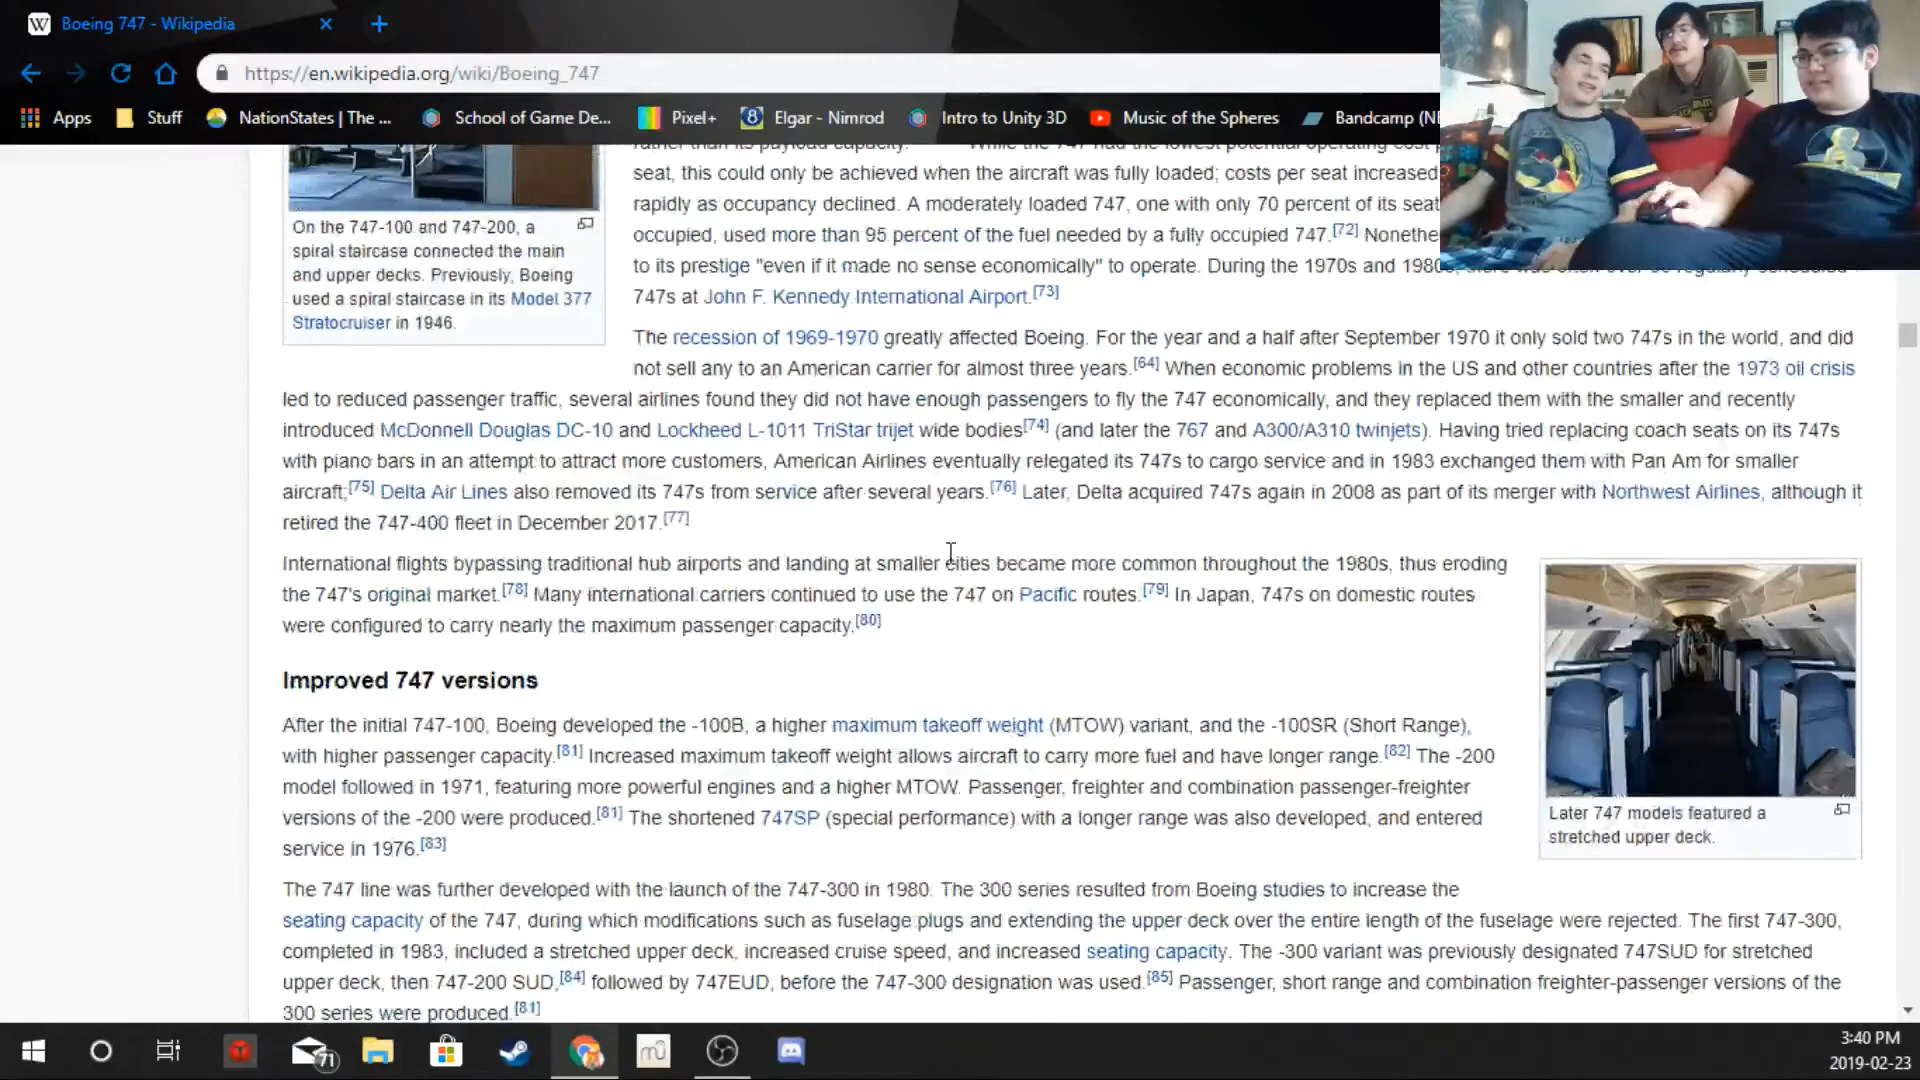 Boeing 747 - Wikipedia
https://en.wikipedia.org/wiki/Boeing_747
Apps
Stuff
NationStates | The ...
School of Game De...
Pixel+
Elgar - Nimrod
Intro to Unity 3D
Music of the Spheres
Bandcamp (NE
rather than its payload capacity. While the 747 had the lowest potential operating cost
seat, this could only be achieved when the aircraft was fully loaded; costs per seat increased
rapidly as occupancy declined. A moderately loaded 747, one with only 70 percent of its seat
occupied, used more than 95 percent of the fuel needed by a fully occupied 747.[72] Nonethe
to its prestige "even if it made no sense economically" to operate. During the 1970s and 1980s, there was often over 30 regularly scheduled
747s at John F. Kennedy International Airport.[73]
On the 747-100 and 747-200, a
spiral staircase connected the main
and upper decks. Previously, Boeing
used a spiral staircase in its Model 377
Stratocruiser in 1946.
The recession of 1969-1970 greatly affected Boeing. For the year and a half after September 1970 it only sold two 747s in the world, and did
not sell any to an American carrier for almost three years.[64] When economic problems in the US and other countries after the 1973 oil crisis
led to reduced passenger traffic, several airlines found they did not have enough passengers to fly the 747 economically, and they replaced them with the smaller and recently
introduced McDonnell Douglas DC-10 and Lockheed L-1011 TriStar trijet wide bodies[74] (and later the 767 and A300/A310 twinjets). Having tried replacing coach seats on its 747s
with piano bars in an attempt to attract more customers, American Airlines eventually relegated its 747s to cargo service and in 1983 exchanged them with Pan Am for smaller
aircraft;[75] Delta Air Lines also removed its 747s from service after several years.[76] Later, Delta acquired 747s again in 2008 as part of its merger with Northwest Airlines, although it
retired the 747-400 fleet in December 2017.[77]
International flights bypassing traditional hub airports and landing at smaller cities became more common throughout the 1980s, thus eroding
the 747's original market.[78] Many international carriers continued to use the 747 on Pacific routes.[79] In Japan, 747s on domestic routes
were configured to carry nearly the maximum passenger capacity.[80]
Improved 747 versions
After the initial 747-100, Boeing developed the -100B, a higher maximum takeoff weight (MTOW) variant, and the -100SR (Short Range),
with higher passenger capacity.[81] Increased maximum takeoff weight allows aircraft to carry more fuel and have longer range.[82] The -200
model followed in 1971, featuring more powerful engines and a higher MTOW. Passenger, freighter and combination passenger-freighter
versions of the -200 were produced.[81] The shortened 747SP (special performance) with a longer range was also developed, and entered
service in 1976.[83]
Later 747 models featured a
stretched upper deck.
The 747 line was further developed with the launch of the 747-300 in 1980. The 300 series resulted from Boeing studies to increase the
seating capacity of the 747, during which modifications such as fuselage plugs and extending the upper deck over the entire length of the fuselage were rejected. The first 747-300,
completed in 1983, included a stretched upper deck, increased cruise speed, and increased seating capacity. The -300 variant was previously designated 747SUD for stretched
upper deck, then 747-200 SUD,[84] followed by 747EUD, before the 747-300 designation was used.[85] Passenger, short range and combination freighter-passenger versions of the
300 series were produced.[81]
71
3:40 PM
2019-02-23